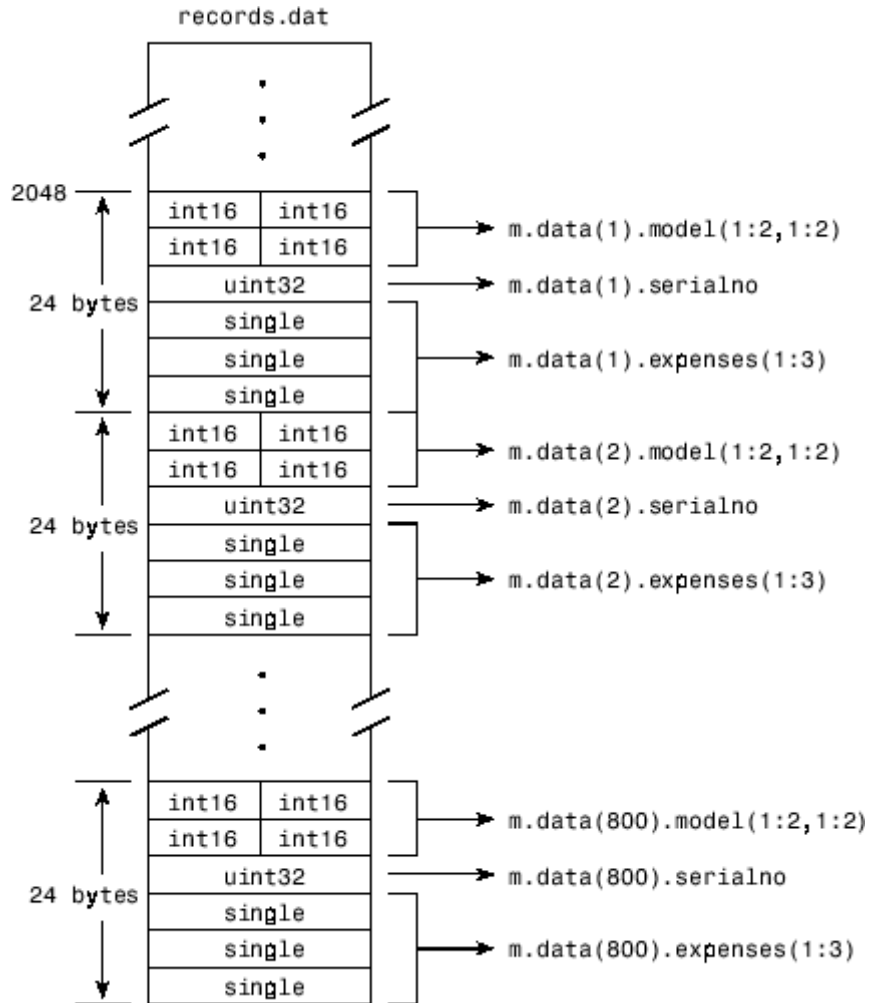 records.dat
2048
int16 int16
int16 int16
m.data(1).model(1:2,1:2)
uint32
m.data(1).serialno
24 bytes
single
single
m.data(1).expenses(1:3)
single
int16 int16
int16 int16
m.data(2).model(1:2,1:2)
uint32
m.data(2).serialno
24 bytes
single
single
m.data(2).expenses(1:3)
single
int16 int16
int16 int16
m.data(800).model(1:2,1:2)
uint32
m.data(800).serialno
24 bytes
single
single
m.data(800).expenses(1:3)
single